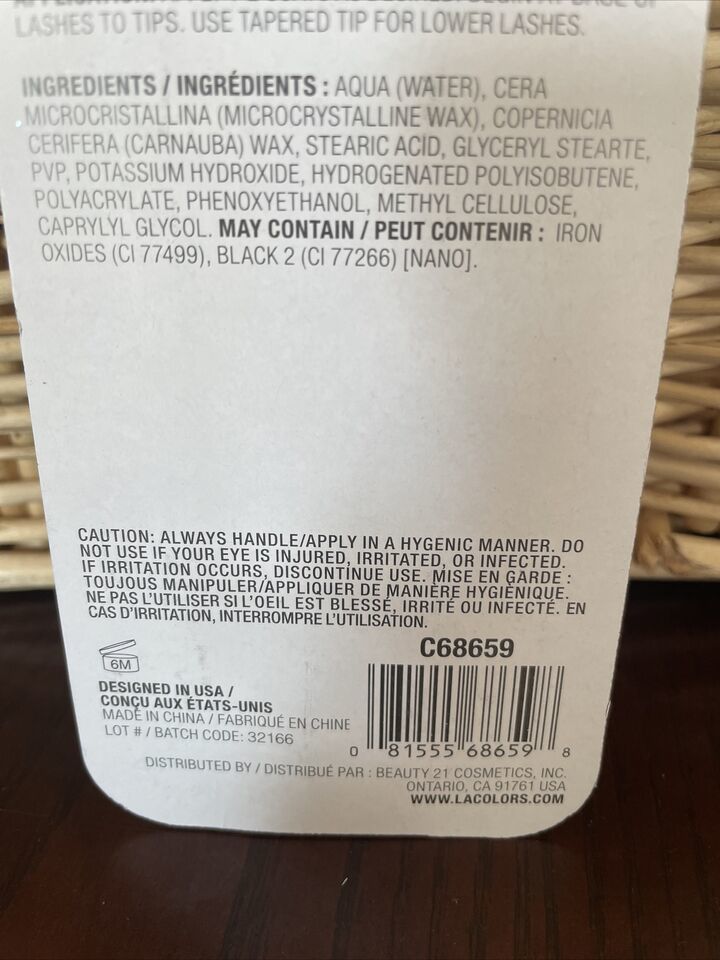 LASHES TO TIPS. USE TAPERED TIP FOR LOWER LASHES.
INGREDIENTS / INGRÉDIENTS : AQUA (WATER), CERA
MICROCRISTALLINA (MICROCRYSTALLINE WAX), COPERNICIA
CERIFERA (CARNAUBA) WAX, STEARIC ACID, GLYCERYL STEARTE,
PVP, POTASSIUM HYDROXIDE, HYDROGENATED POLYISOBUTENE,
POLYACRYLATE, PHENOXYETHANOL, METHYL CELLULOSE,
CAPRYLYL GLYCOL. MAY CONTAIN / PEUT CONTENIR : IRON
OXIDES (CI 77499), BLACK 2 (CI 77266) [NANO].
CAUTION: ALWAYS HANDLE/APPLY IN A HYGENIC MANNER. DO
NOT USE IF YOUR EYE IS INJURED, IRRITATED, OR INFECTED.
IF IRRITATION OCCURS, DISCONTINUE USE. MISE EN GARDE :
TOUJOUS MANIPULER/APPLIQUER DE MANIÈRE HYGIÈNIQUE.
NE PAS L'UTILISER SI L'OEIL EST BLESSÉ, IRRITÉ OU INFECTÉ. EN
CAS D'IRRITATION, INTERROMPRE L'UTILISATION.
C68659
6M
DESIGNED IN USA /
CONÇU AUX ÉTATS-UNIS
MADE IN CHINA / FABRIQUÉ EN CHINE
LOT # / BATCH CODE: 32166
0 81555 68659 8
DISTRIBUTED BY / DISTRIBUÉ PAR : BEAUTY 21 COSMETICS, INC.
ONTARIO, CA 91761 USA
WWW.LACOLORS.COM